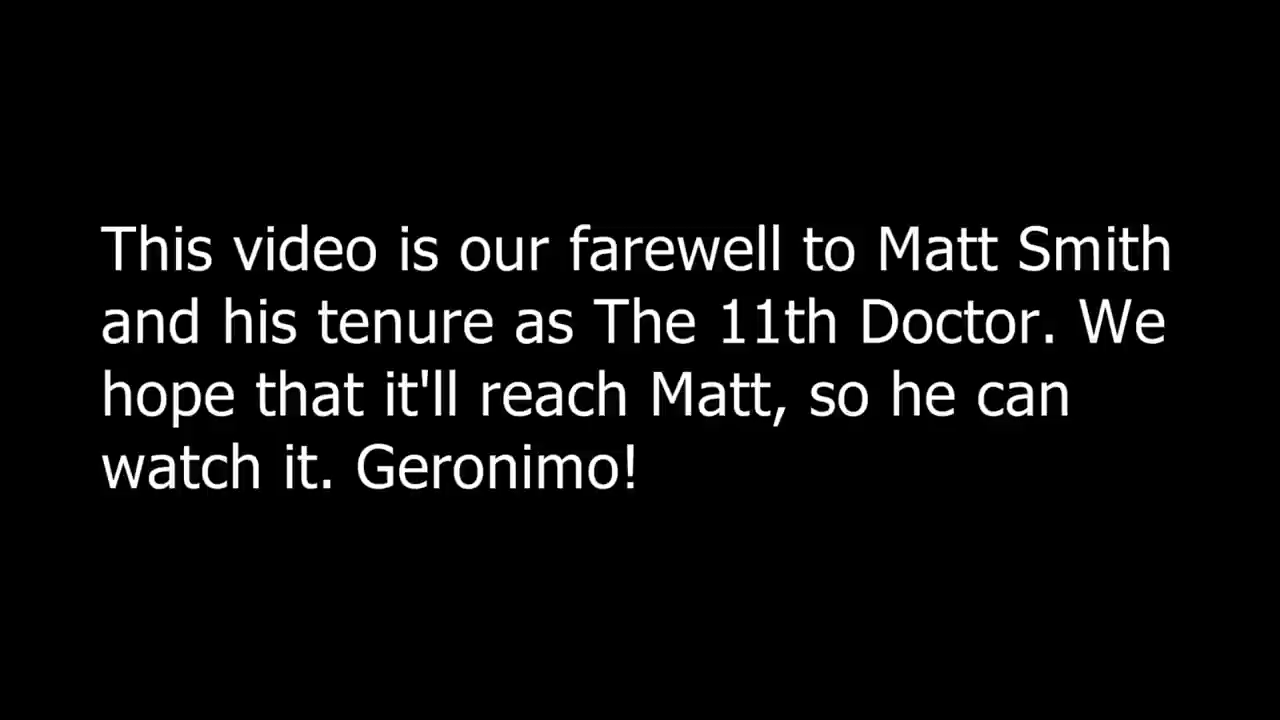 This video is our farewell to Matt Smith
and his tenure as The 11th Doctor. We
hope that it'll reach Matt, so he can
watch it. Geronimo!